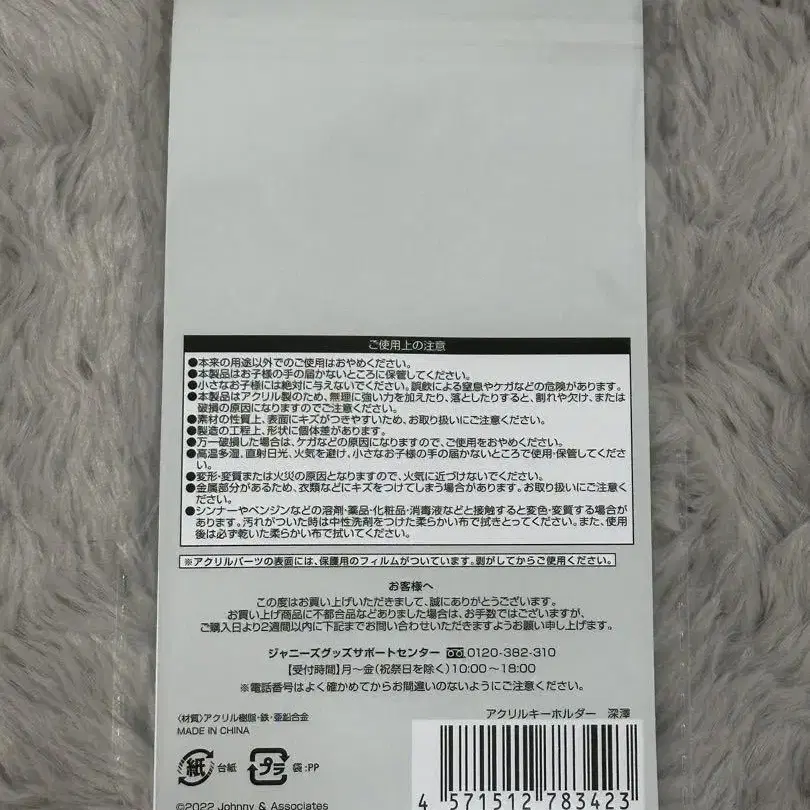 ご使用上の注意
●本来の用途以外でのご使用はおやめください。
●本製品はお子様の手の届かないところに保管してください。
●小さなお子様には絶対に与えないでください。誤飲による窒息やケガなどの危険があります。
●本製品はアクリル製のため、無理に強い力を加えたり、落としたりすると、割れや欠け、または
破損の原因になりますのでご注意ください。
●素材の性質上、表面にキズがつきやすいため、お取り扱いにご注意ください。
●製造の工程上、形状に個体差があります。
●万一破損した場合は、ケガなどの原因になりますので、ご使用をおやめください。
●高温多湿、直射日光、火気を避け、小さなお子様の手の届かないところで使用・保管してくださ
い。
●変形・変質または火災の原因となりますので、火気に近づけないでください。
●金属部分があるため、衣類などにキズをつけてしまう場合があります。お取り扱いにご注意く
ださい。
●シンナーやベンジンなどの溶剤・薬品・化粧品・消毒液などと接触すると変色・変質する場合が
あります。汚れがついた時は中性洗剤をつけた柔らかい布で拭きとってください。また、使用
後は必ず乾いた柔らかい布で拭いてください。
※アクリルパーツの表面には、保護用のフィルムがついています。剥がしてからご使用ください。
お客様へ
この度はお買い上げいただきまして、誠にありがとうございます。
お買い上げ商品に不都合品などありました場合は、お手数ではございますが、
ご購入日より2週間以内に下記までお問い合わせいただきますようお願い申し上げます。
ジャニーズグッズサポートセンター 0120-382-310
【受付時間】月～金(祝祭日を除く)10:00～18:00
※電話番号はよく確かめてからお間違いのないようにご注意ください。
アクリルキーホルダー 深澤
〈材質〉アクリル樹脂・鉄・亜鉛合金
MADE IN CHINA
紙 台紙 プラ 袋:PP
4 571512 783423
©2022 Johnny & Associates